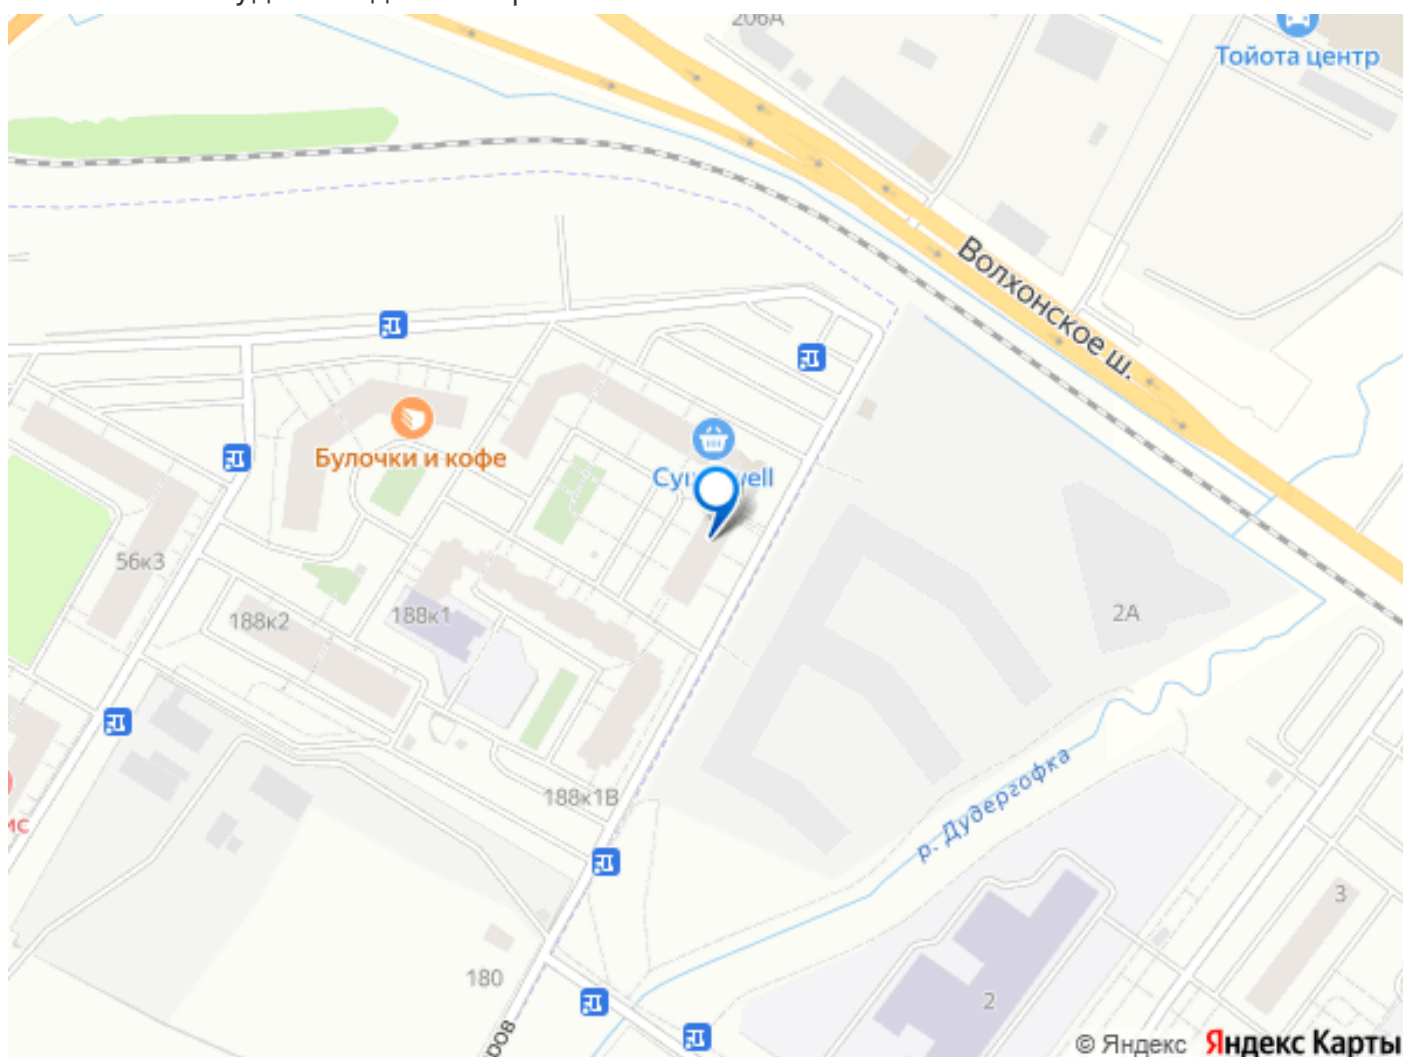 206А
Тойота центр
Волхонское ш.
Булочки и кофе
56к3
188к2
188к1
2А
188к1В
р. Дудергофка
3
180
2
© Яндекс Яндекс Карты